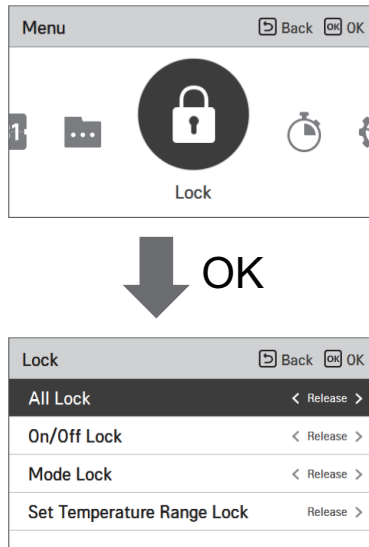 Menu Back OK OK
1
Lock
OK
Lock Back OK OK
All Lock < Release >
On/Off Lock < Release >
Mode Lock < Release >
Set Temperature Range Lock Release >